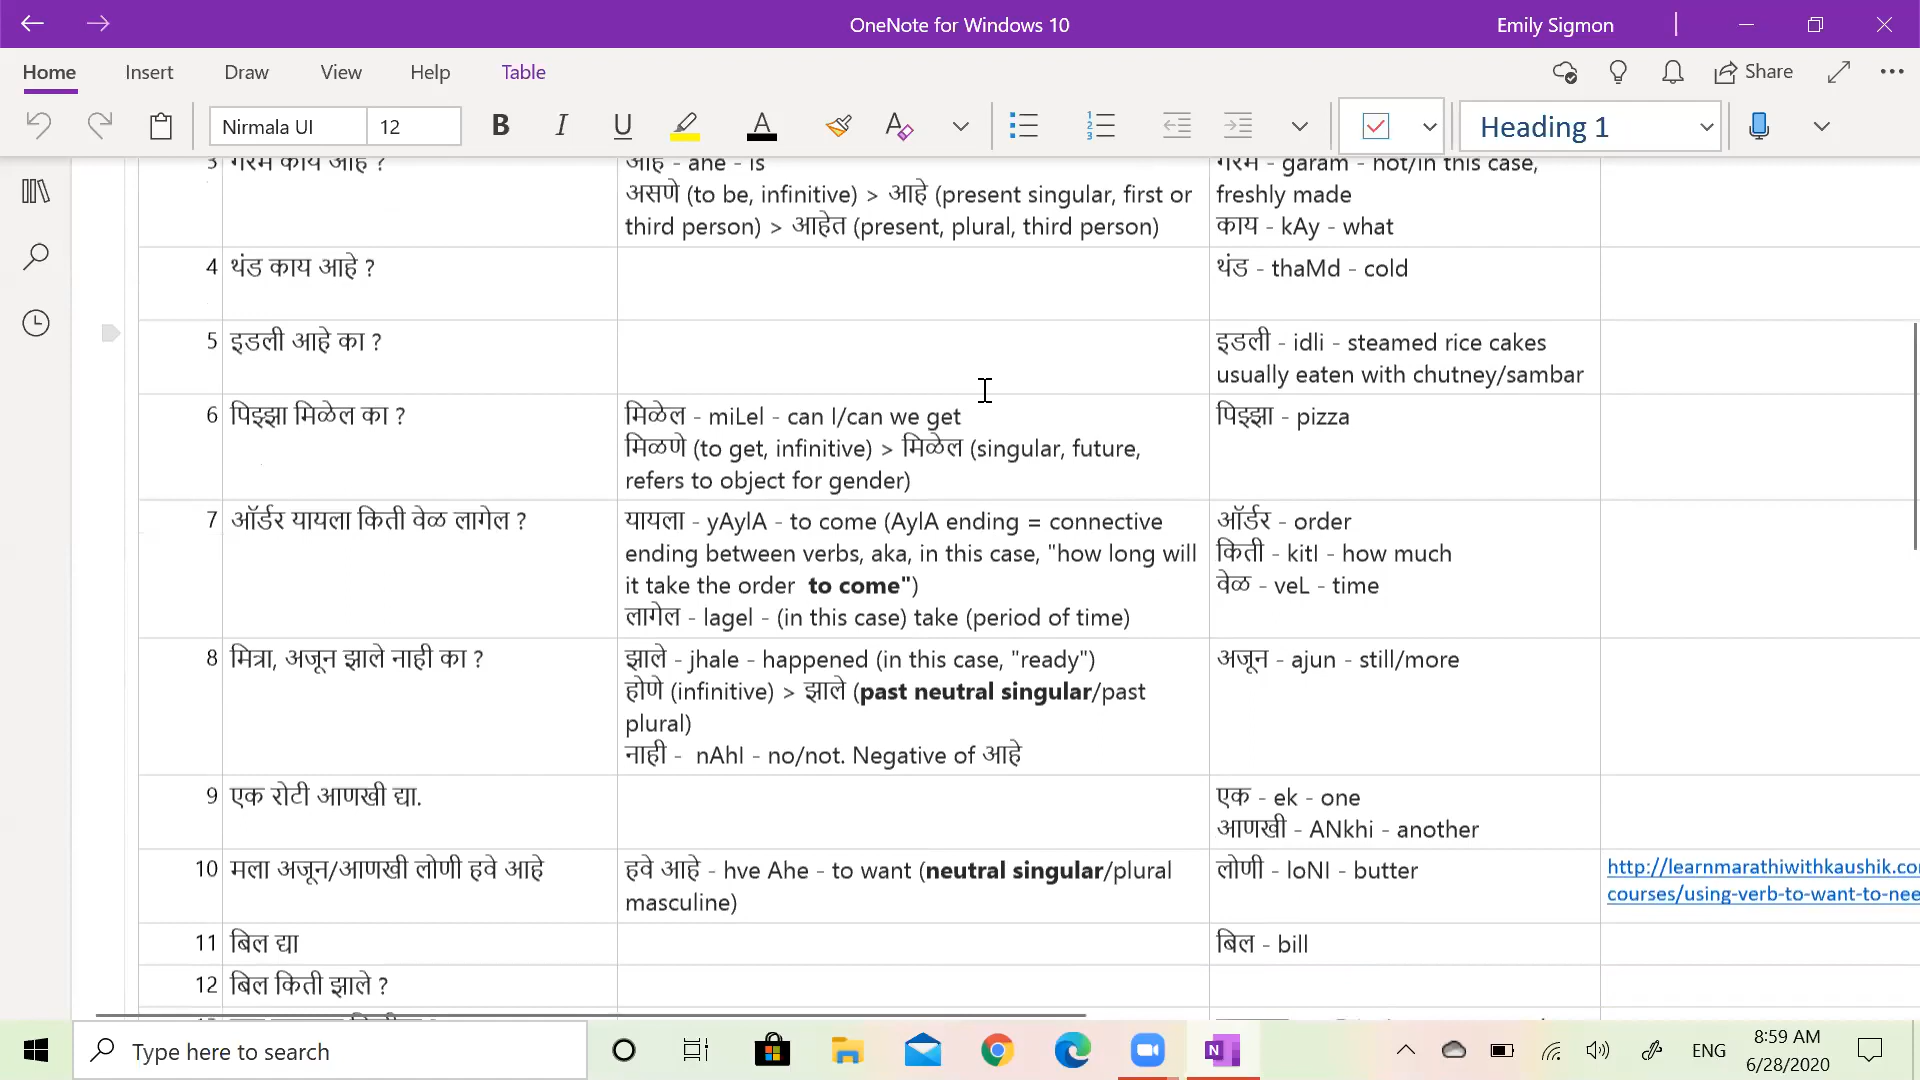 OneNote for Windows 10
Emily Sigmon
Home Insert Draw View Help Table
Share
Nirmala UI 12 B I U A Heading 1
3 गरम काय आहे ?
आहे - ahe - is
असणे (to be, infinitive) > आहे (present singular, first or
third person) > आहेत (present, plural, third person)
गरम - garam - hot/in this case,
freshly made
काय - kAy - what
4 थंड काय आहे ?
थंड - thaMd - cold
5 इडली आहे का ?
इडली - idli - steamed rice cakes
usually eaten with chutney/sambar
6 पिझ्झा मिळेल का ?
मिळेल - miLel - can I/can we get
मिळणे (to get, infinitive) > मिळेल (singular, future,
refers to object for gender)
पिझ्झा - pizza
7 ऑर्डर यायला किती वेळ लागेल ?
यायला - yAylA - to come (AylA ending = connective
ending between verbs, aka, in this case, "how long will
it take the order to come")
लागेल - lagel - (in this case) take (period of time)
ऑर्डर - order
किती - kitI - how much
वेळ - veL - time
8 मित्रा, अजून झाले नाही का ?
झाले - jhale - happened (in this case, "ready")
होणे (infinitive) > झाले (past neutral singular/past
plural)
नाही - nAhI - no/not. Negative of आहे
अजून - ajun - still/more
9 एक रोटी आणखी द्या.
एक - ek - one
आणखी - ANkhi - another
10 मला अजून/आणखी लोणी हवे आहे
हवे आहे - hve Ahe - to want (neutral singular/plural
masculine)
लोणी - loNI - butter
http://learnmarathiwithkaushik.co
courses/using-verb-to-want-to-nee
11 बिल द्या
बिल - bill
12 बिल किती झाले ?
Type here to search
ENG
8:59 AM
6/28/2020